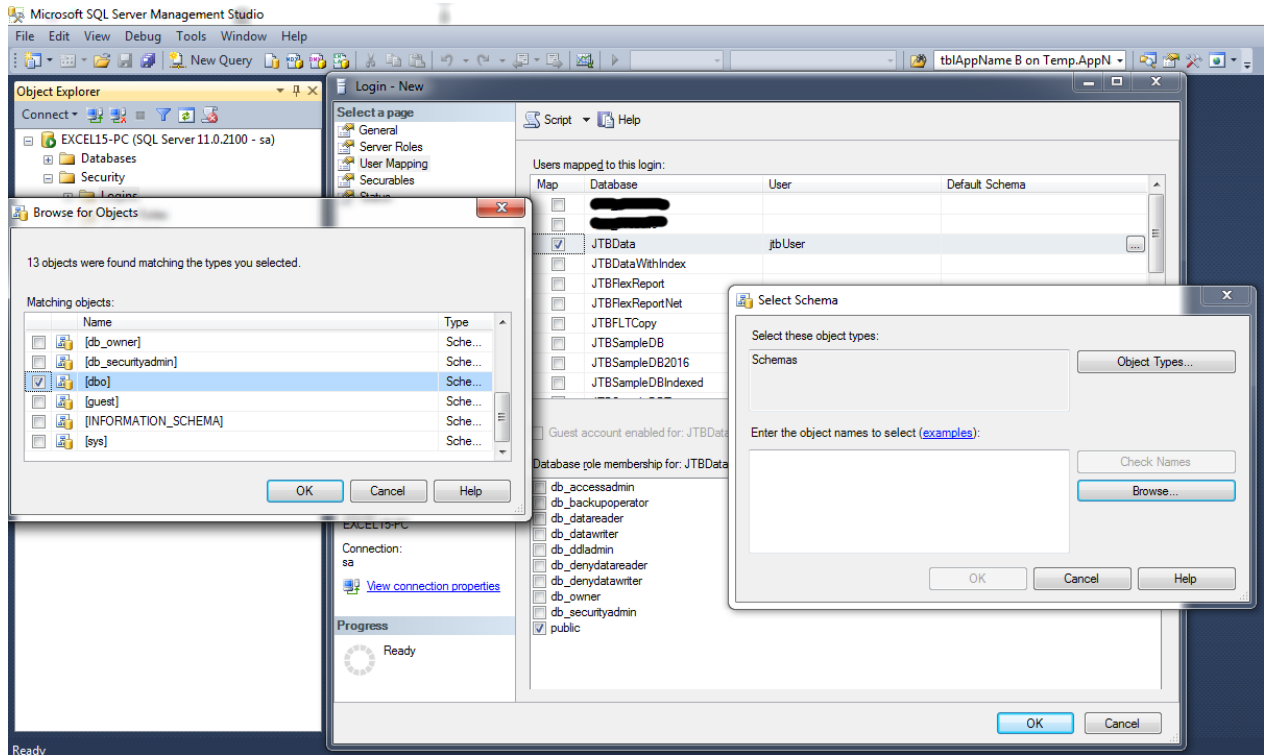 Microsoft SQL Server Management Studio
File Edit View Debug Tools Window Help
New Query
tblAppName B on Temp.AppN
Object Explorer
Connect
EXCEL15-PC (SQL Server 11.0.2100 - sa)
Databases
Security
Logins
Login - New
Select a page
General
Server Roles
User Mapping
Securables
Status
Script Help
Users mapped to this login:
Map Database User Default Schema
JTBData jtbUser ...
JTBDataWithIndex
JTBFlexReport
JTBFlexReportNet
JTBFLTCopy
JTBSampleDB
JTBSampleDB2016
JTBSampleDBIndexed
Guest account enabled for: JTBData
Database role membership for: JTBData
db_accessadmin
db_backupoperator
db_datareader
db_datawriter
db_ddladmin
db_denydatareader
db_denydatawriter
db_owner
db_securityadmin
public
EXCEL15-PC
Connection:
sa
View connection properties
Progress
Ready
OK Cancel
Browse for Objects
13 objects were found matching the types you selected.
Matching objects:
Name Type
[db_owner] Sche...
[db_securityadmin] Sche...
[dbo] Sche...
[guest] Sche...
[INFORMATION_SCHEMA] Sche...
[sys] Sche...
OK Cancel Help
Select Schema
Select these object types:
Schemas
Object Types...
Enter the object names to select (examples):
Check Names
Browse...
OK Cancel Help
Ready